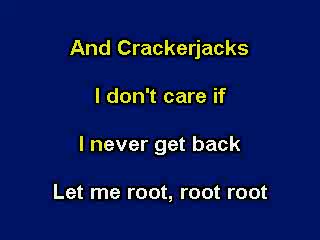 And Crackerjacks
I don't care if
I never get back
Let me root, root root